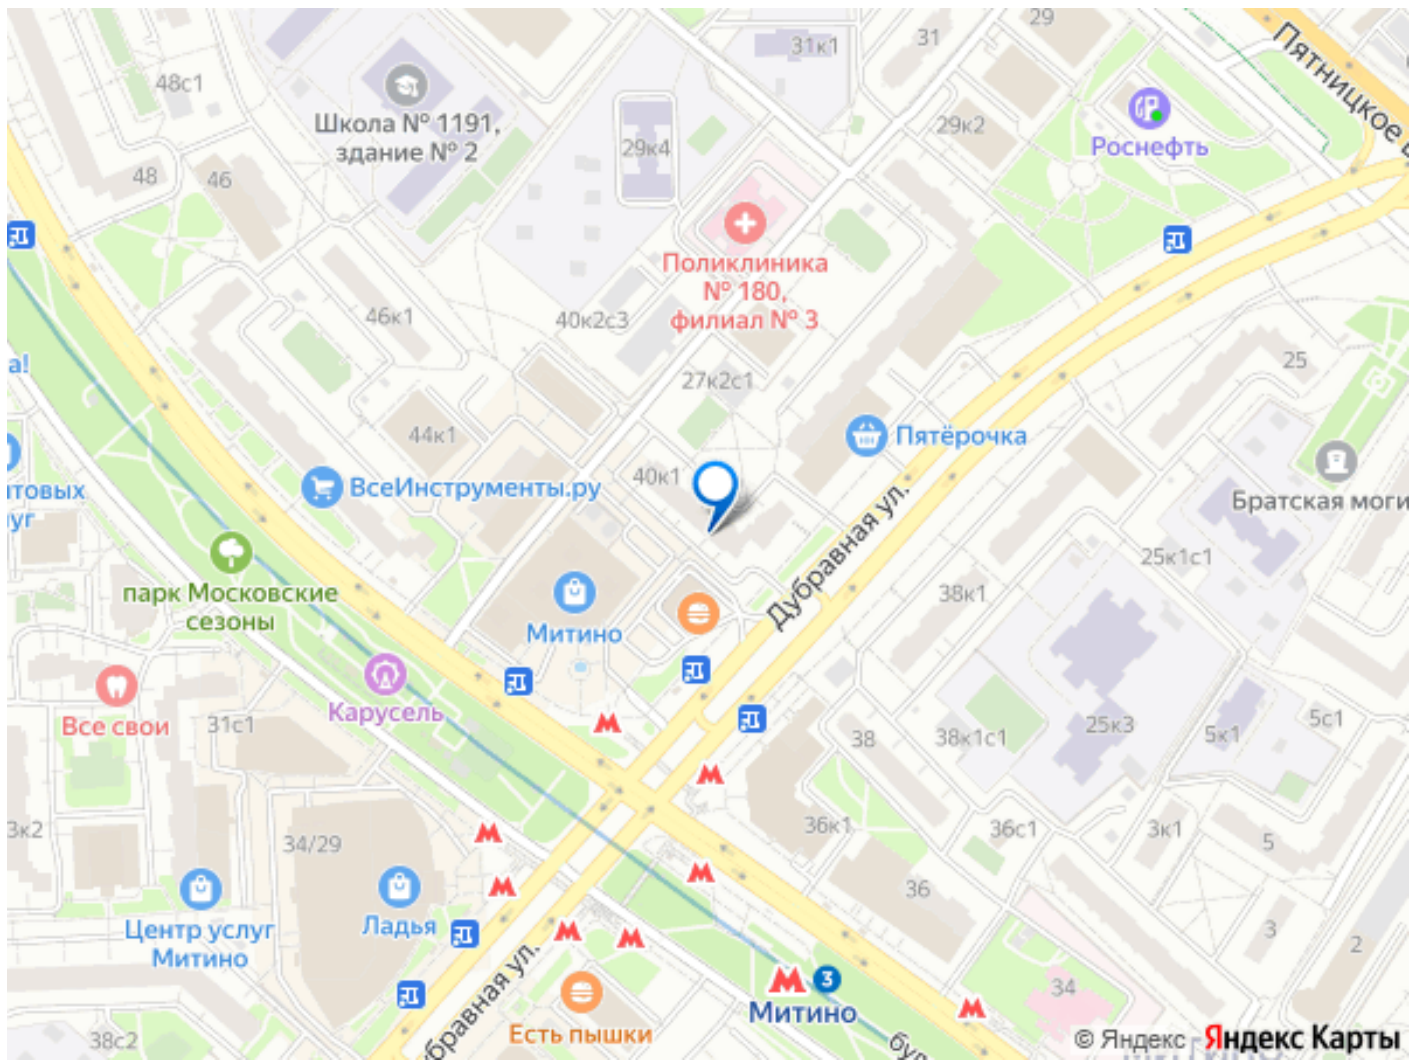 29
31
31к1
Пятницкое
48с1
Школа № 1191,
здание № 2
29к4
29к2
Роснефть
48
46
Поликлиника
№ 180,
филиал № 3
46к1
40к2с3
25
а!
27к2с1
44к1
Пятёрочка
40к1
ВсеИнструменты.ру
Братская моги
Дубравная ул.
25к1с1
парк Московские
сезоны
38к1
Митино
Карусель
Все свои
31с1
38
38к1с1
25к3
5к1
5с1
3к2
34/29
36к1
36с1
3к1
5
36
Ладья
Центр услуг
Митино
3
2
3
Митино
34
Есть пышки
бравная ул.
38с2
бул
© Яндекс Яндекс Карты